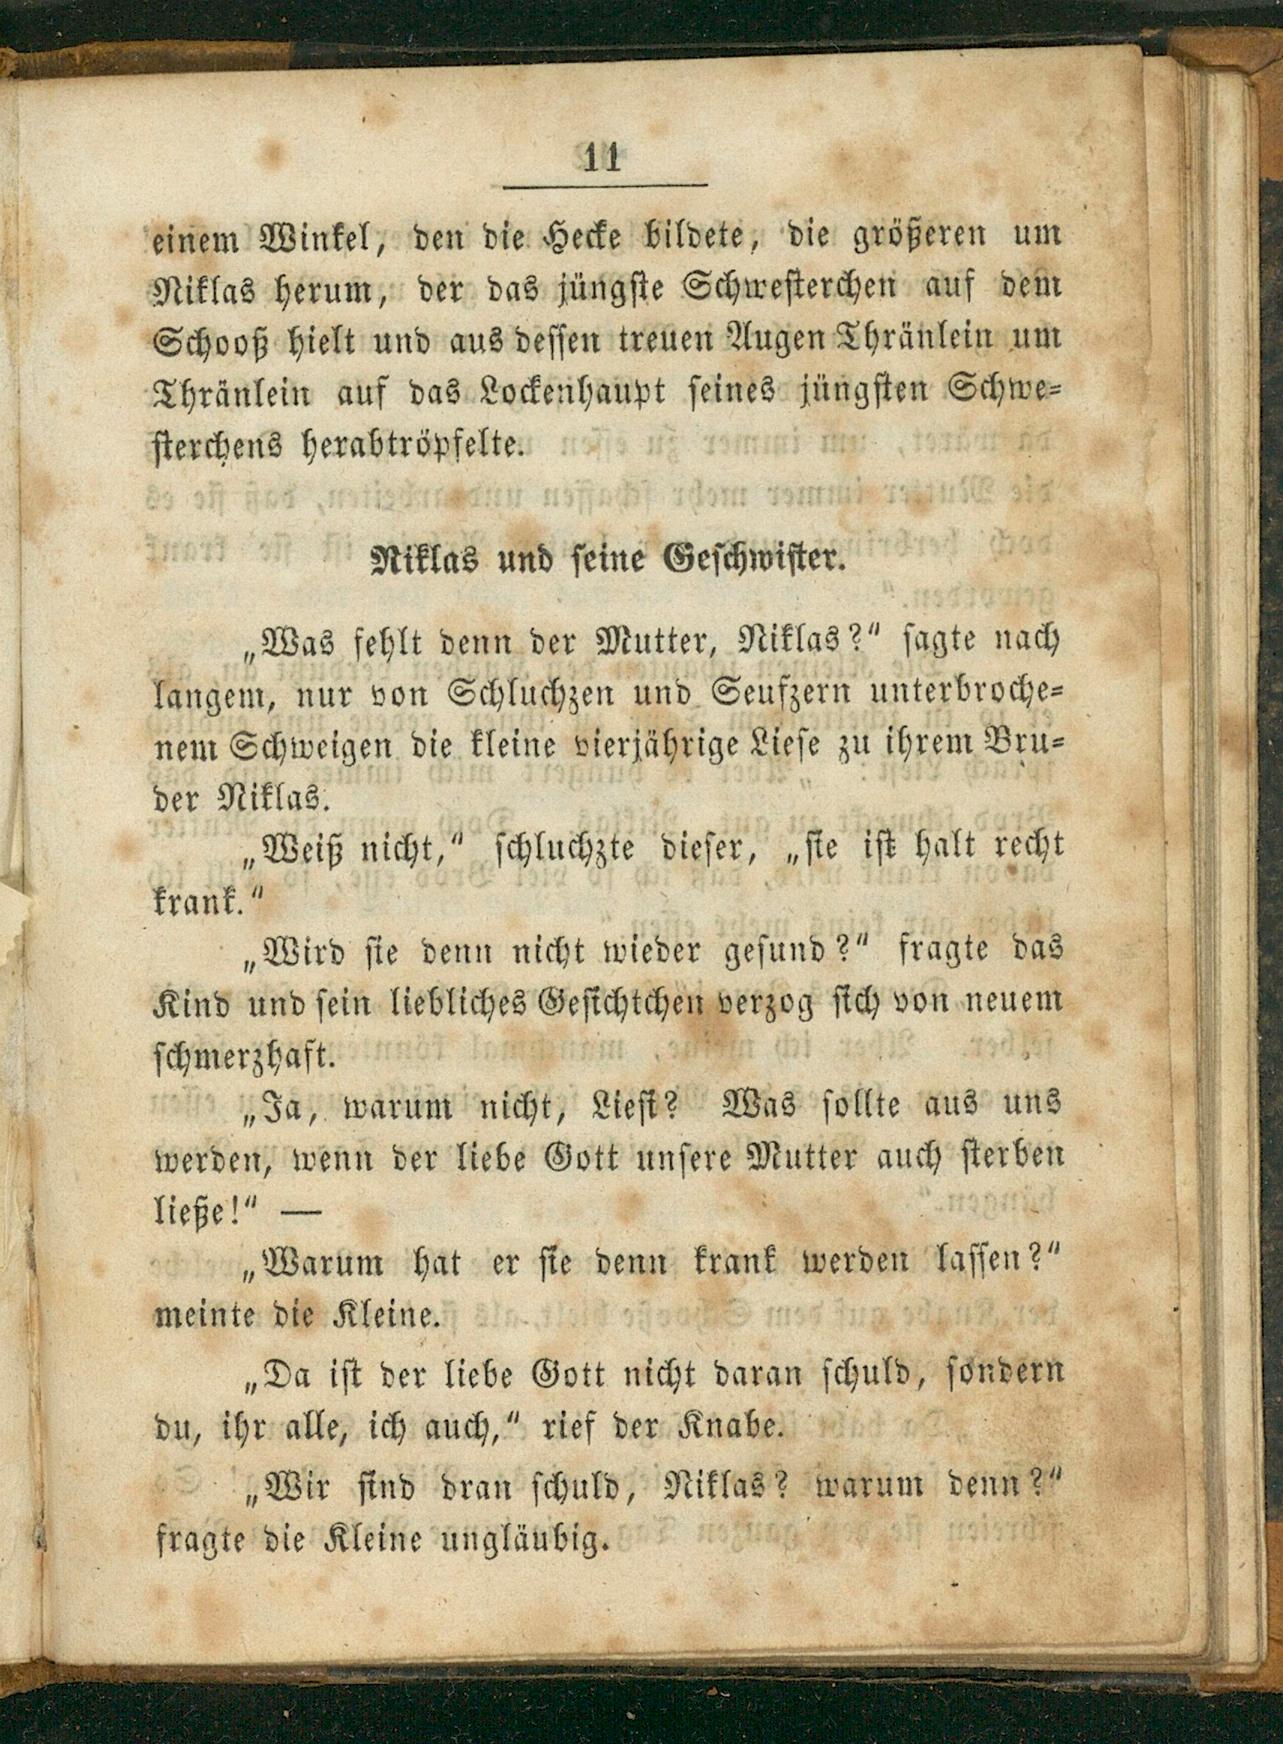 11
einem Winkel, den die Hecke bildete, die größeren um
Niklas herum, der das jüngste Schwesterchen auf dem
Schooß hielt und aus dessen treuen Augen Thränlein um
Thränlein auf das Lockenhaupt seines jüngsten Schwe=
sterchens herabtröpfelte.
Niklas und seine Geschwister.
„Was fehlt denn der Mutter, Niklas?“ sagte nach
langem, nur von Schluchzen und Seufzern unterbroche=
nem Schweigen die kleine vierjährige Liese zu ihrem Bru=
der Niklas.
„Weiß nicht,“ schluchzte dieser, „sie ist halt recht
krank.“
„Wird sie denn nicht wieder gesund?“ fragte das
Kind und sein liebliches Gesichtchen verzog sich von neuem
schmerzhaft.
„Ja, warum nicht, Liesi? Was sollte aus uns
werden, wenn der liebe Gott unsere Mutter auch sterben
ließe!“ —
„Warum hat er sie denn krank werden lassen?“
meinte die Kleine.
„Da ist der liebe Gott nicht daran schuld, sondern
du, ihr alle, ich auch,“ rief der Knabe.
„Wir sind dran schuld, Niklas? warum denn?“
fragte die Kleine ungläubig.